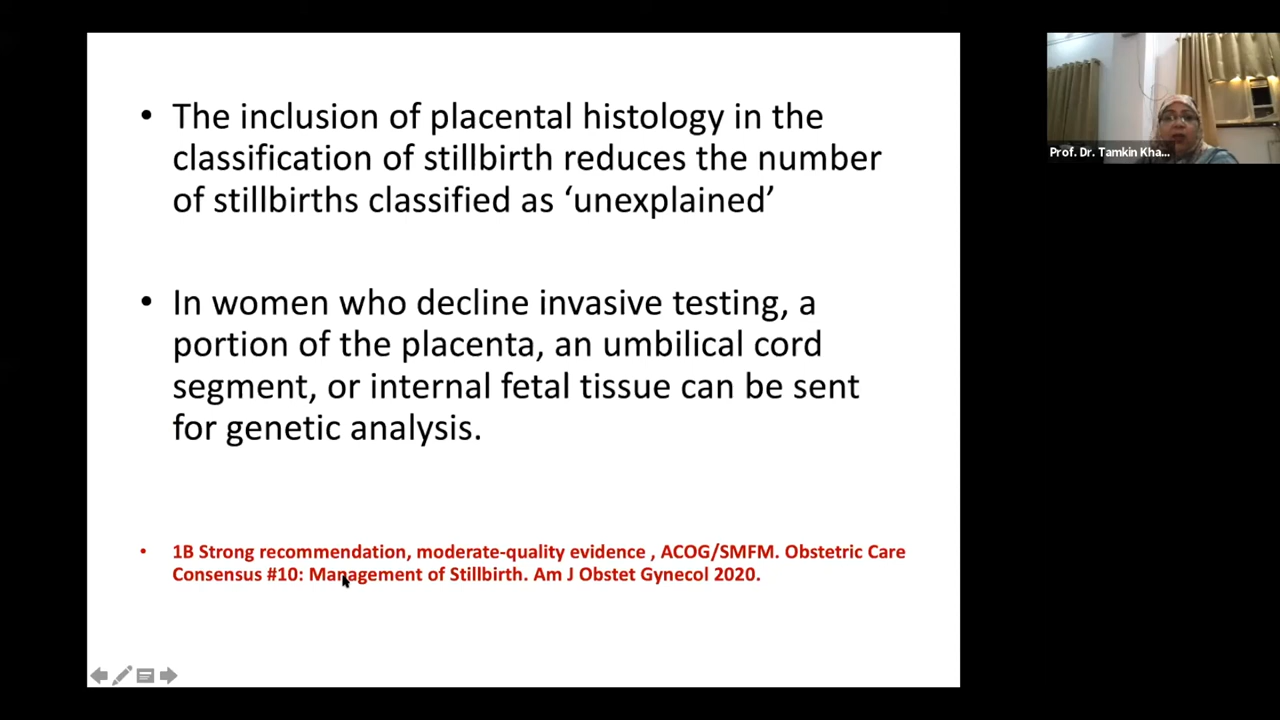 • The inclusion of placental histology in the
classification of stillbirth reduces the number
of stillbirths classified as ‘unexplained’
• In women who decline invasive testing, a
portion of the placenta, an umbilical cord
segment, or internal fetal tissue can be sent
for genetic analysis.
• 1B Strong recommendation, moderate-quality evidence , ACOG/SMFM. Obstetric Care
Consensus #10: Management of Stillbirth. Am J Obstet Gynecol 2020.
Prof. Dr. Tamkin Kha...